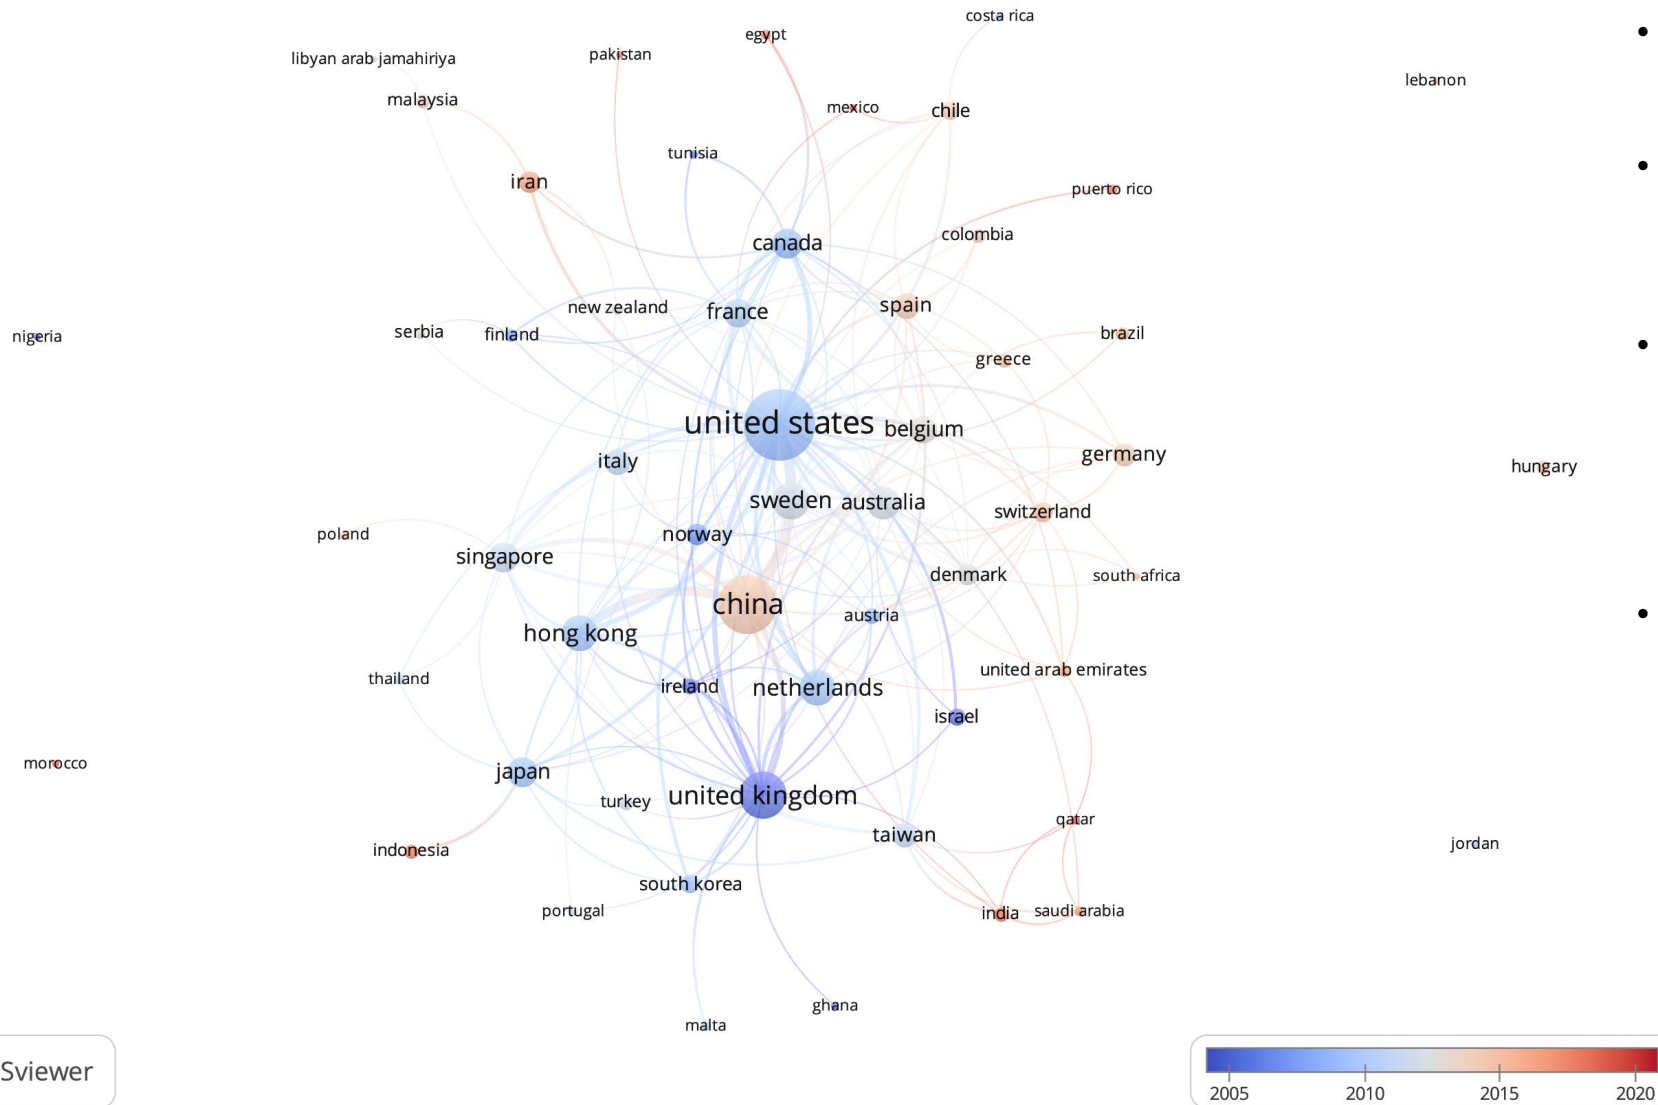 costa rica
egypt
libyan arab jamahiriya
pakistan
lebanon
malaysia
mexico
chile
tunisia
iran
puerto rico
colombia
canada
new zealand
france
spain
nigeria
serbia
finland
brazil
greece
united states
belgium
germany
italy
hungary
sweden
australia
switzerland
poland
norway
singapore
denmark
south africa
china
austria
hong kong
united arab emirates
thailand
ireland
netherlands
israel
morocco
japan
turkey
united kingdom
qatar
taiwan
jordan
indonesia
south korea
portugal
india
saudi arabia
ghana
malta
Sviewer
2005
2010
2015
2020